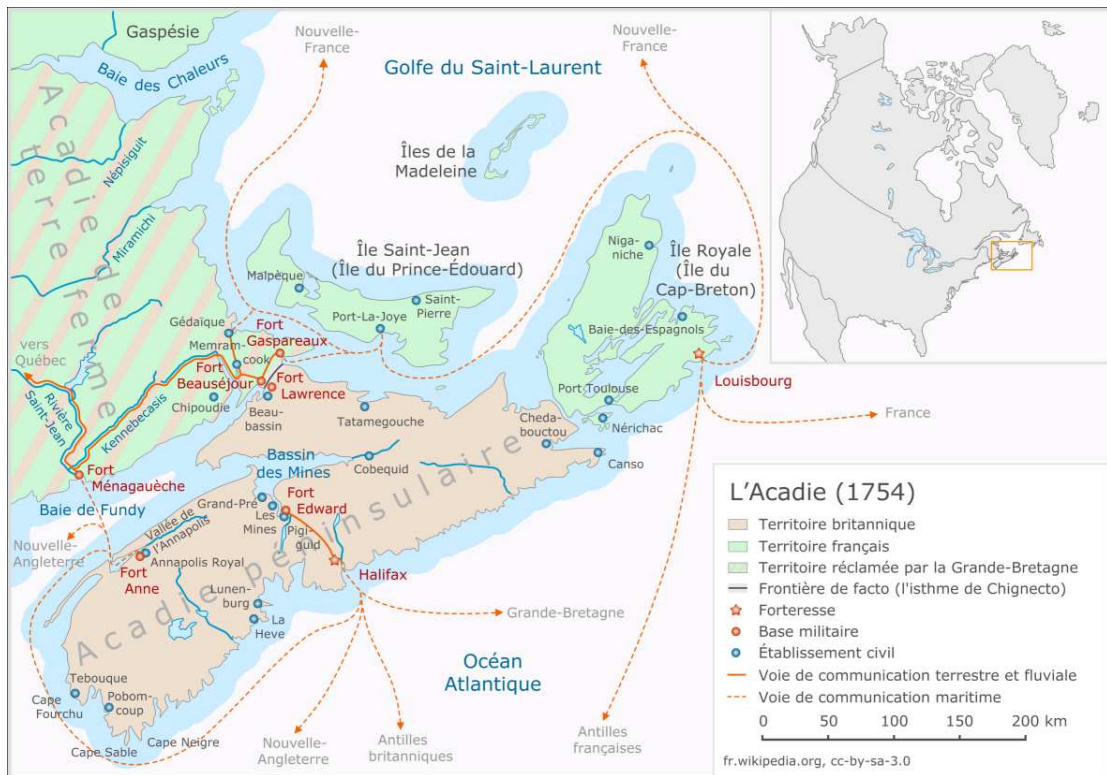 Gaspésie
Baie des Chaleurs
Nouvelle-
France
Nouvelle-
France
Golfe du Saint-Laurent
Acadie
terre ferme
Népisiguit
Miramichi
Îles de la
Madeleine
Île Saint-Jean
(Île du Prince-Édouard)
Malpèque
Saint-
Pierre
Port-La-Joye
Niga-
niche
Île Royale
(Île du
Cap-Breton)
Baie-des-Espagnols
Port Toulouse
Nérichac
Louisbourg
France
Gédaïque
Memram-
cook
Fort
Gaspareaux
Fort
Beauséjour
Fort
Lawrence
Chipoudie
Beau-
bassin
Tatamegouche
Cheda-
bouctou
Canso
vers
Québec
Rivière
Saint-Jean
Kennebecasis
Fort
Ménagauèche
Baie de Fundy
Bassin
des Mines
Cobequid
Grand-Pré
Les
Mines
Fort
Edward
Pigi-
guid
Vallée de
l'Annapolis
Annapolis Royal
Fort
Anne
Nouvelle-
Angleterre
Acadie péninsulaire
Halifax
Lunen-
burg
La
Heve
Grande-Bretagne
Océan
Atlantique
Tebouque
Cape
Fourchu
Pobom-
coup
Cape Sable
Cape Neigre
Nouvelle-
Angleterre
Antilles
britanniques
Antilles
françaises
L'Acadie (1754)
Territoire britannique
Territoire français
Territoire réclamée par la Grande-Bretagne
Frontière de facto (l'isthme de Chignecto)
Forteresse
Base militaire
Établissement civil
Voie de communication terrestre et fluviale
Voie de communication maritime
0 50 100 150 200 km
fr.wikipedia.org, cc-by-sa-3.0